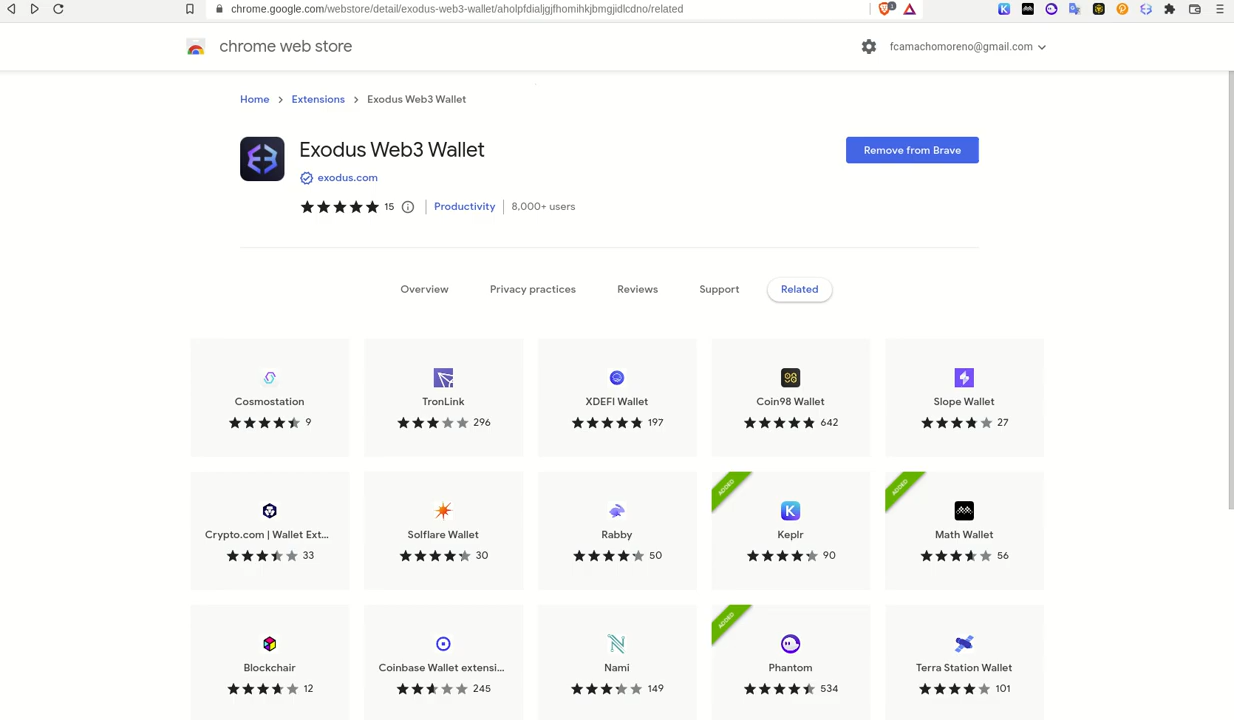 chrome.google.com/webstore/detail/exodus-web3-wallet/aholpfdialjgjfhomihkjbmgjidlcdno/related
1
chrome web store
fcamachomoreno@gmail.com
Home > Extensions > Exodus Web3 Wallet
Exodus Web3 Wallet
Remove from Brave
exodus.com
15 Productivity 8.000+ users
Overview Privacy practices Reviews Support Related
Cosmostation TronLink XDEFI Wallet Coin98 Wallet Slope Wallet
9 296 197 642 27
ADDED ADDED
Crypto.com | Wallet Ext... Solflare Wallet Rabby Keplr Math Wallet
33 30 50 90 56
ADDED
Blockchair Coinbase Wallet extensi... Nami Phantom Terra Station Wallet
12 245 149 534 101